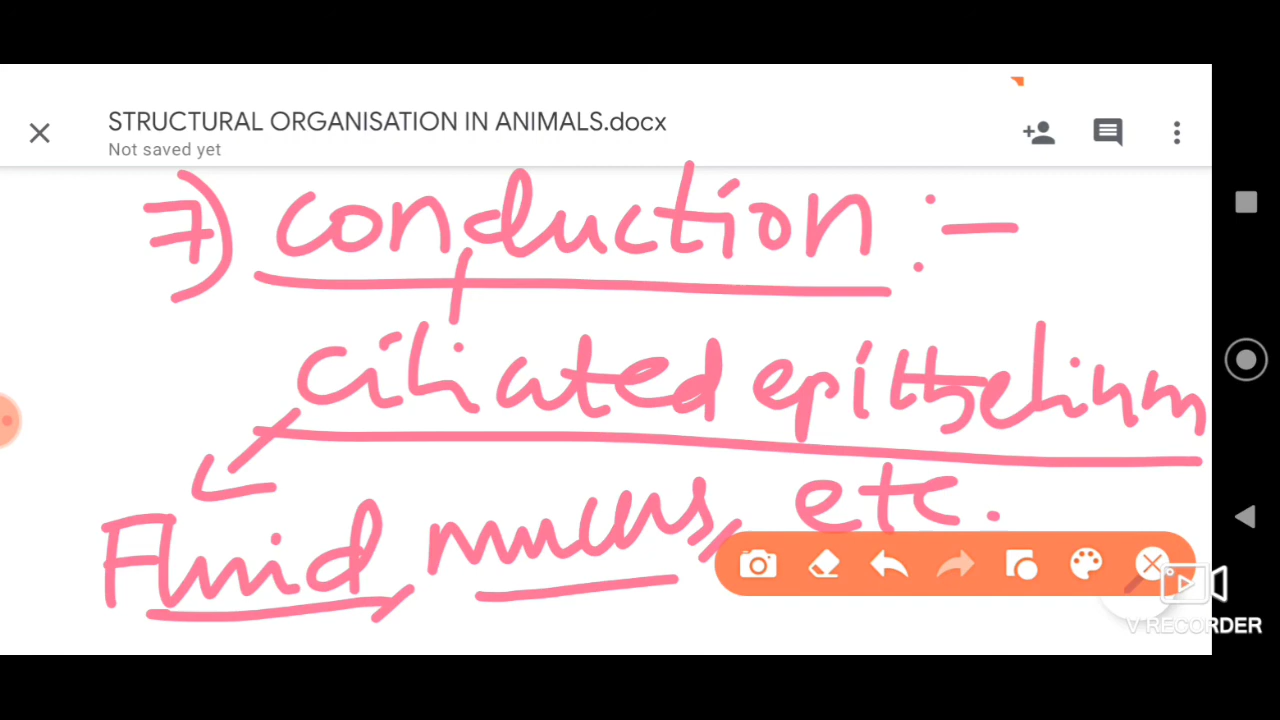 STRUCTURAL ORGANISATION IN ANIMALS.docx
Not saved yet
7) conduction :-
ciliated epithelium
Fluid, mucus, etc.
V RECORDER